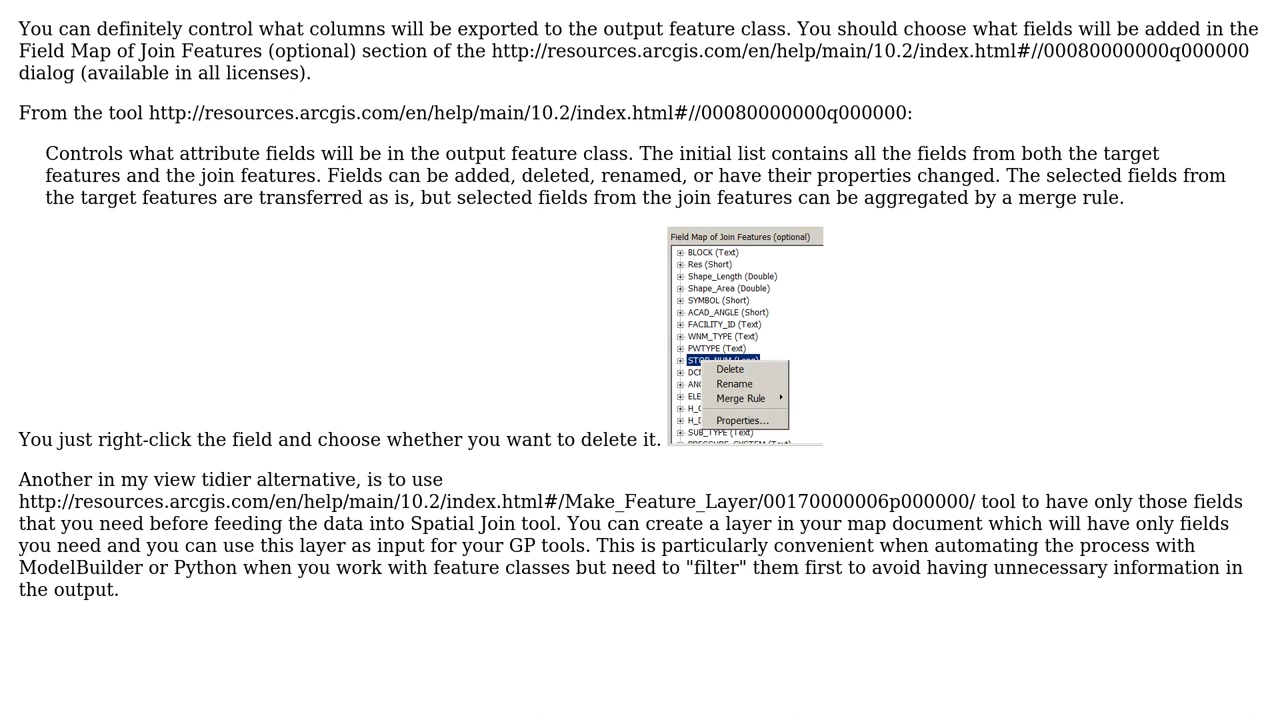 You can definitely control what columns will be exported to the output feature class. You should choose what fields will be added in the
Field Map of Join Features (optional) section of the http://resources.arcgis.com/en/help/main/10.2/index.html#//00080000000q000000
dialog (available in all licenses).
From the tool http://resources.arcgis.com/en/help/main/10.2/index.html#//00080000000q000000:
Controls what attribute fields will be in the output feature class. The initial list contains all the fields from both the target
features and the join features. Fields can be added, deleted, renamed, or have their properties changed. The selected fields from
the target features are transferred as is, but selected fields from the join features can be aggregated by a merge rule.
Field Map of Join Features (optional)
BLOCK (Text)
Res (Short)
Shape_Length (Double)
Shape_Area (Double)
SYMBOL (Short)
ACAD_ANGLE (Short)
FACILITY_ID (Text)
WNM_TYPE (Text)
PWTYPE (Text)
STOP_NUM (Long)
Delete
Rename
Merge Rule
Properties...
SUB_TYPE (Text)
PRESSURE_SYSTEM (Text)
You just right-click the field and choose whether you want to delete it.
Another in my view tidier alternative, is to use
http://resources.arcgis.com/en/help/main/10.2/index.html#/Make_Feature_Layer/00170000006p000000/ tool to have only those fields
that you need before feeding the data into Spatial Join tool. You can create a layer in your map document which will have only fields
you need and you can use this layer as input for your GP tools. This is particularly convenient when automating the process with
ModelBuilder or Python when you work with feature classes but need to "filter" them first to avoid having unnecessary information in
the output.